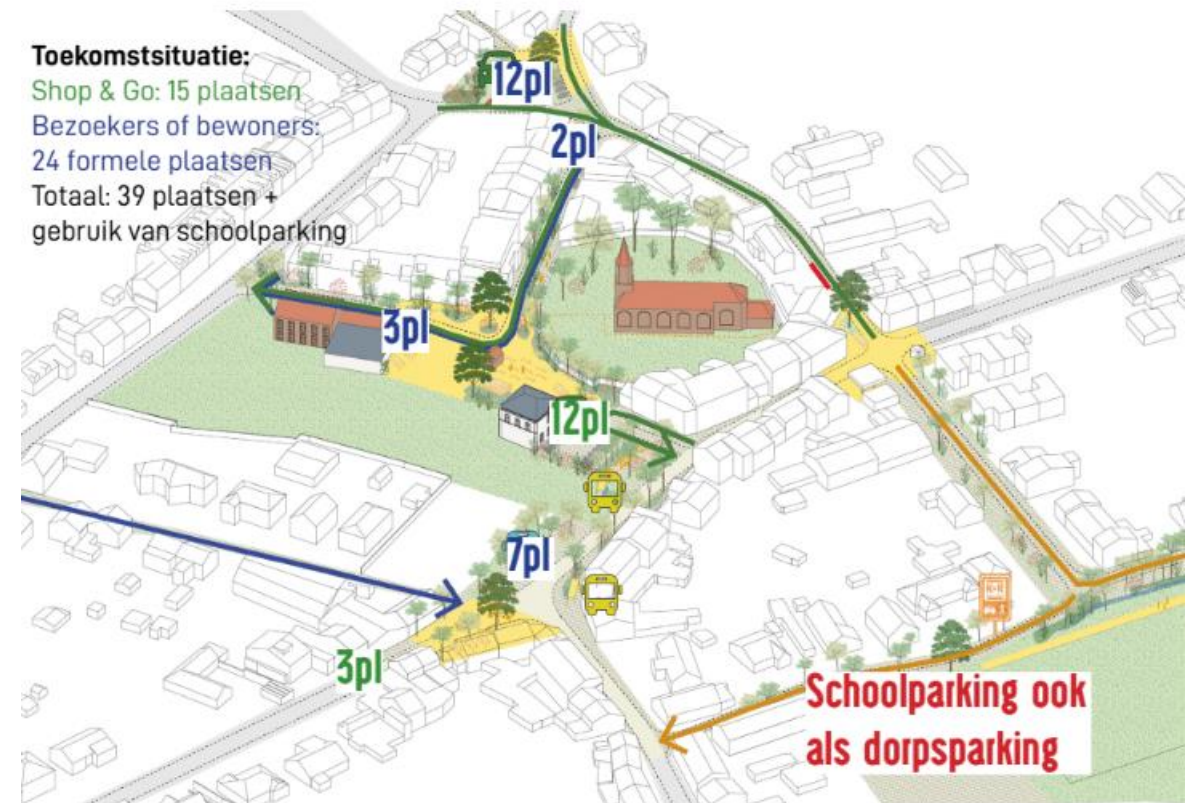 Toekomstsituatie:
Shop & Go: 15 plaatsen
Bezoekers of bewoners:
24 formele plaatsen
Totaal: 39 plaatsen +
gebruik van schoolparking
12pl
2pl
3pl
12pl
7pl
3pl
Schoolparking ook
als dorpsparking